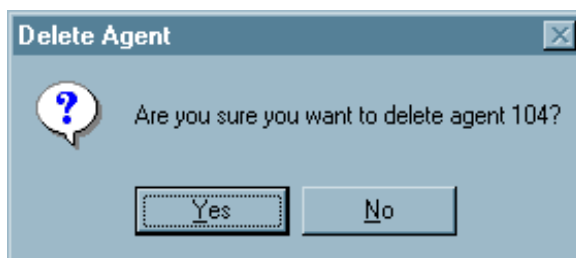 Delete Agent
Are you sure you want to delete agent 104?
Yes
No